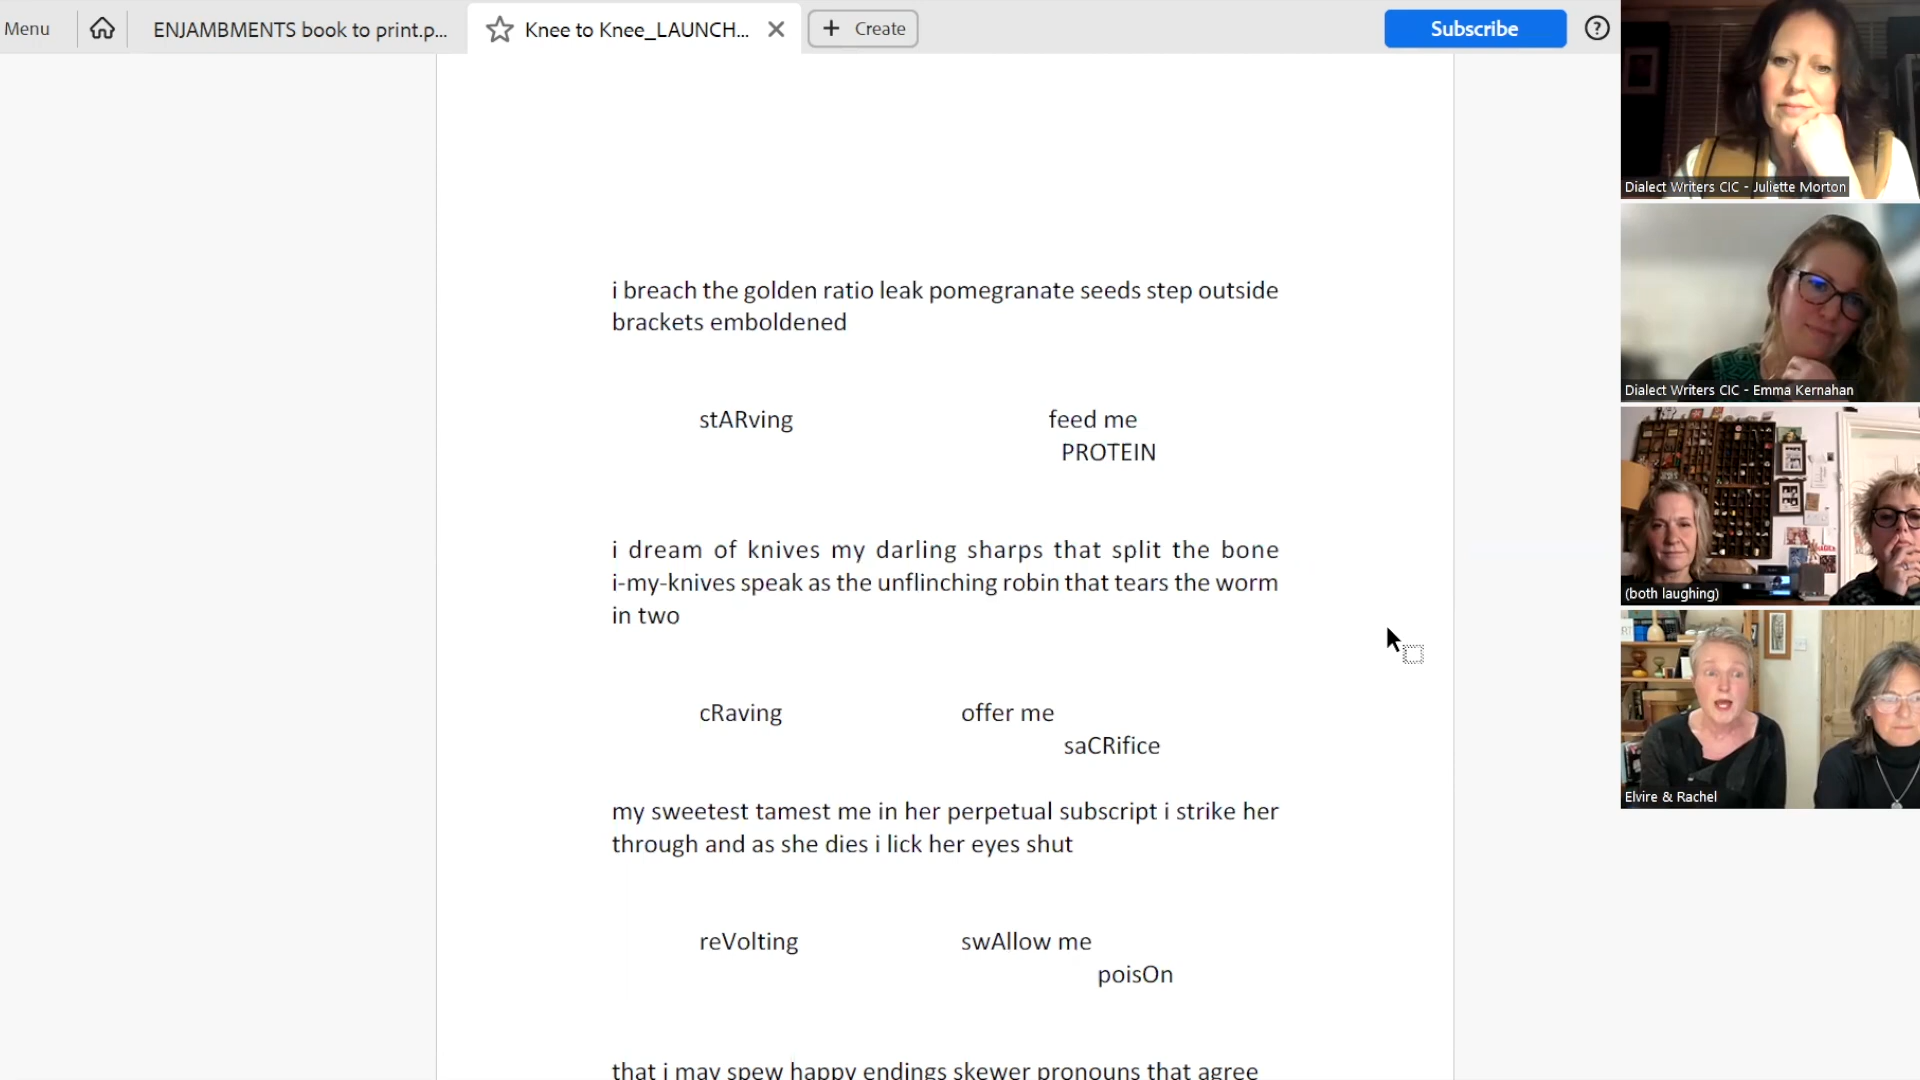 Menu
ENJAMBMENTS book to print.p...
Knee to Knee_LAUNCH...
Create
Subscribe
i breach the golden ratio leak pomegranate seeds step outside
brackets emboldened
stARving feed me
PROTEIN
i dream of knives my darling sharps that split the bone
i-my-knives speak as the unflinching robin that tears the worm
in two
cRaving offer me
saCRifice
my sweetest tamest me in her perpetual subscript i strike her
through and as she dies i lick her eyes shut
reVolting swAllow me
poisOn
that i may spew happy endings skewer pronouns that agree
Dialect Writers CIC - Juliette Morton
Dialect Writers CIC - Emma Kernahan
(both laughing)
Elvire & Rachel